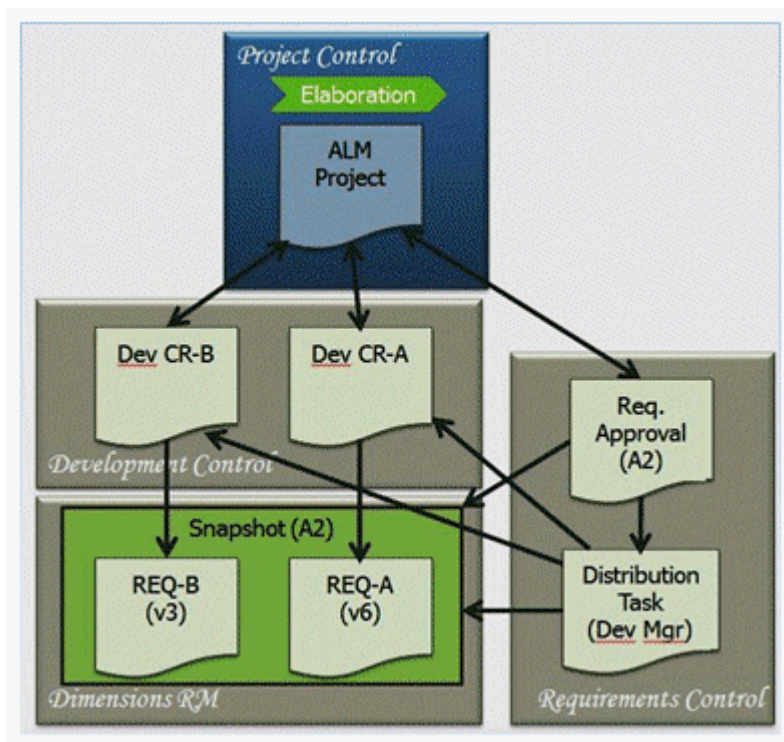 Project Control
Elaboration
ALM
Project
Dev CR-B
Dev CR-A
Development Control
Req.
Approval
(A2)
Snapshot (A2)
REQ-B
(v3)
REQ-A
(v6)
Dimensions RM
Distribution
Task
(Dev Mgr)
Requirements Control